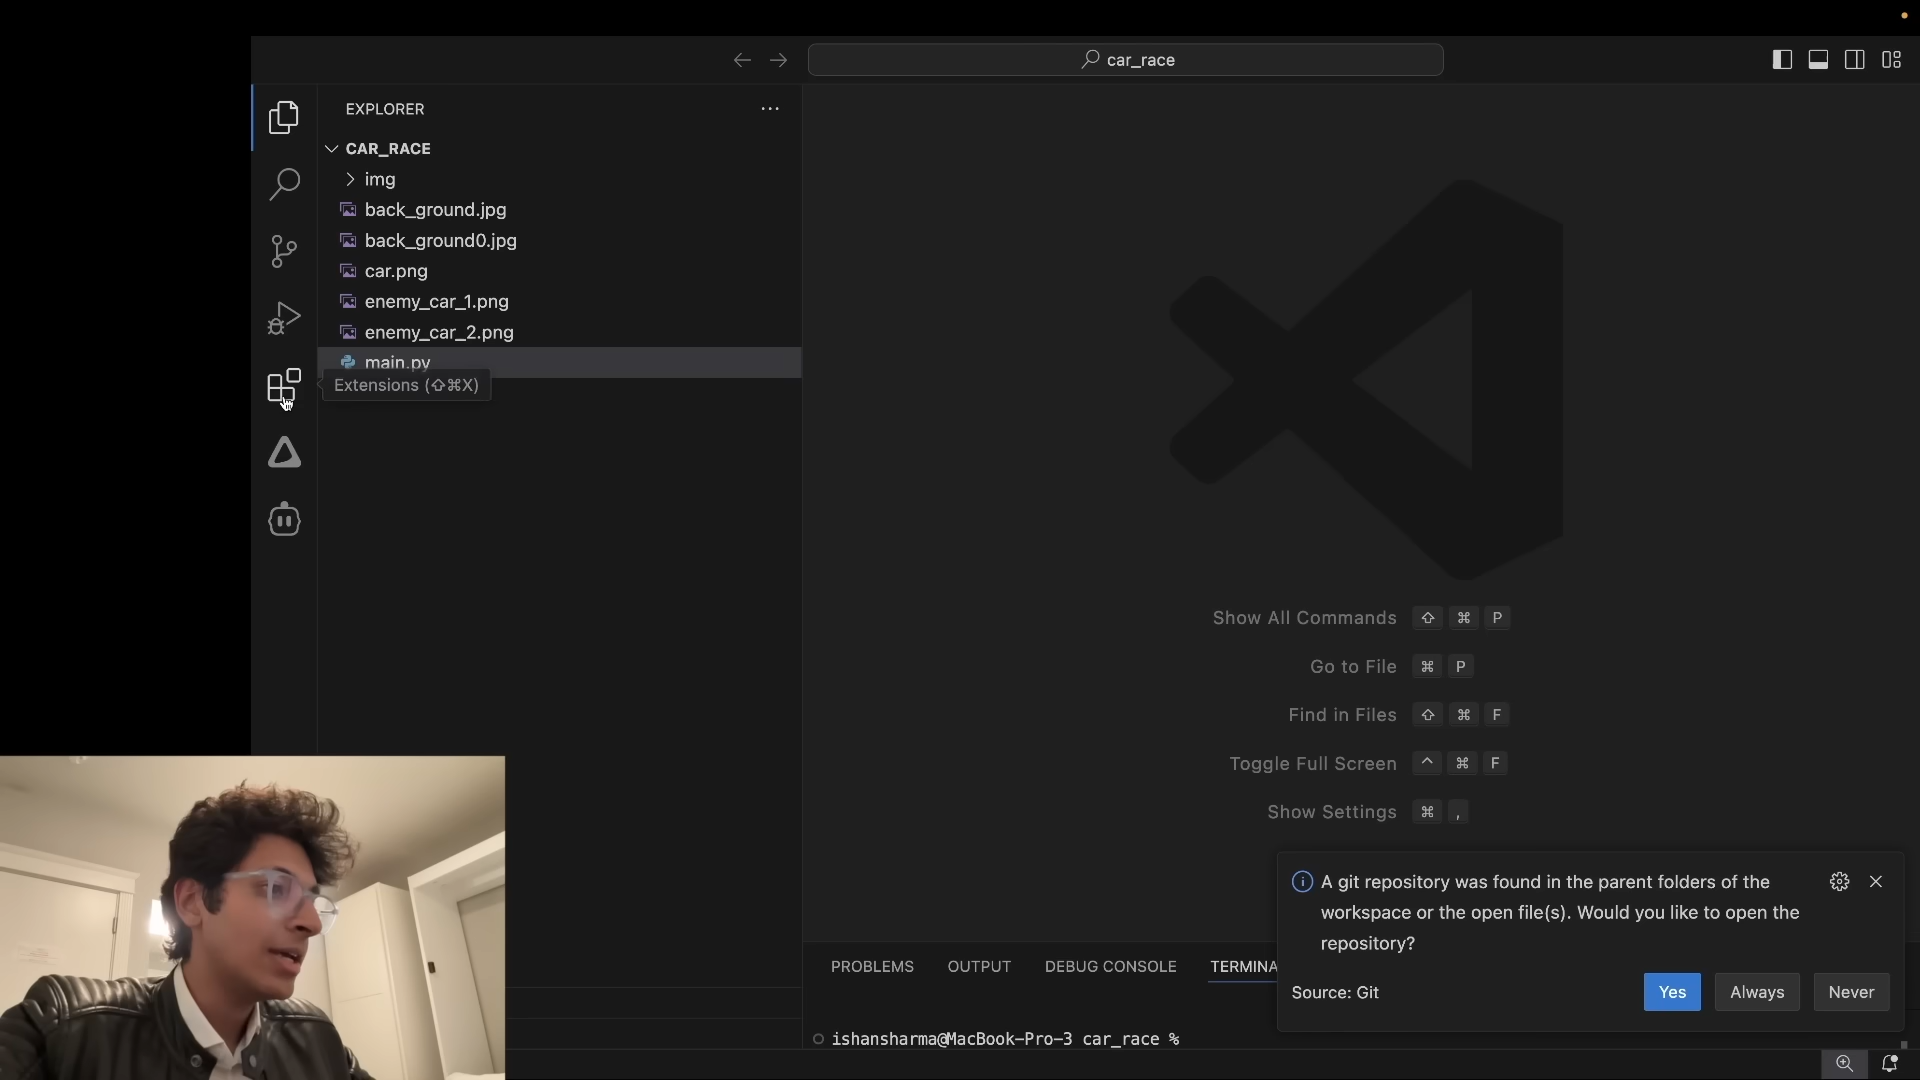 car_race
EXPLORER
CAR_RACE
img
back_ground.jpg
back_ground0.jpg
car.png
enemy_car_1.png
enemy_car_2.png
main.py
Extensions (⇧⌘X)
Show All Commands ⇧ ⌘ P
Go to File ⌘ P
Find in Files ⇧ ⌘ F
Toggle Full Screen ^ ⌘ F
Show Settings ⌘ ,
A git repository was found in the parent folders of the
workspace or the open file(s). Would you like to open the
repository?
Source: Git
Yes
Always
Never
PROBLEMS
OUTPUT
DEBUG CONSOLE
TERMINA
ishansharma@MacBook-Pro-3 car_race %